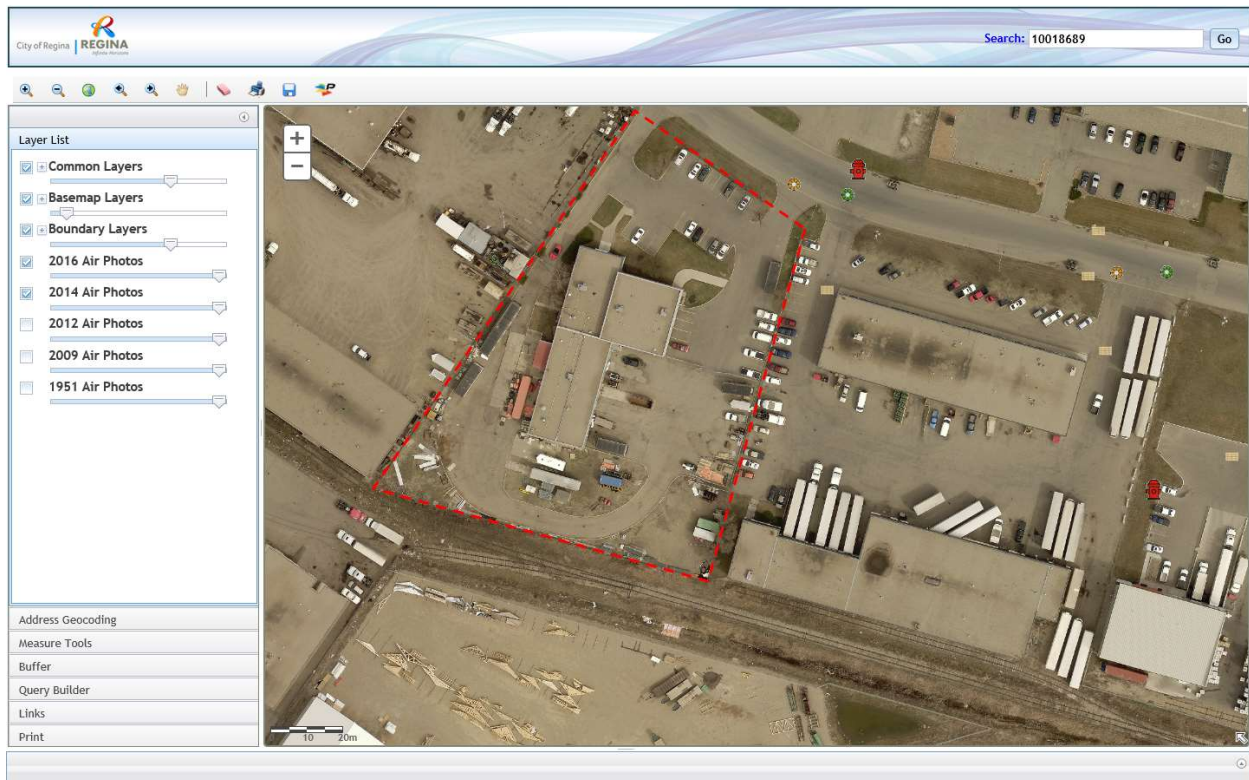 City of Regina
REGINA
Infinite Horizons
Search: 10018689 Go
P
Layer List
Common Layers
Basemap Layers
Boundary Layers
2016 Air Photos
2014 Air Photos
2012 Air Photos
2009 Air Photos
1951 Air Photos
Address Geocoding
Measure Tools
Buffer
Query Builder
Links
Print
+
−
10 20m